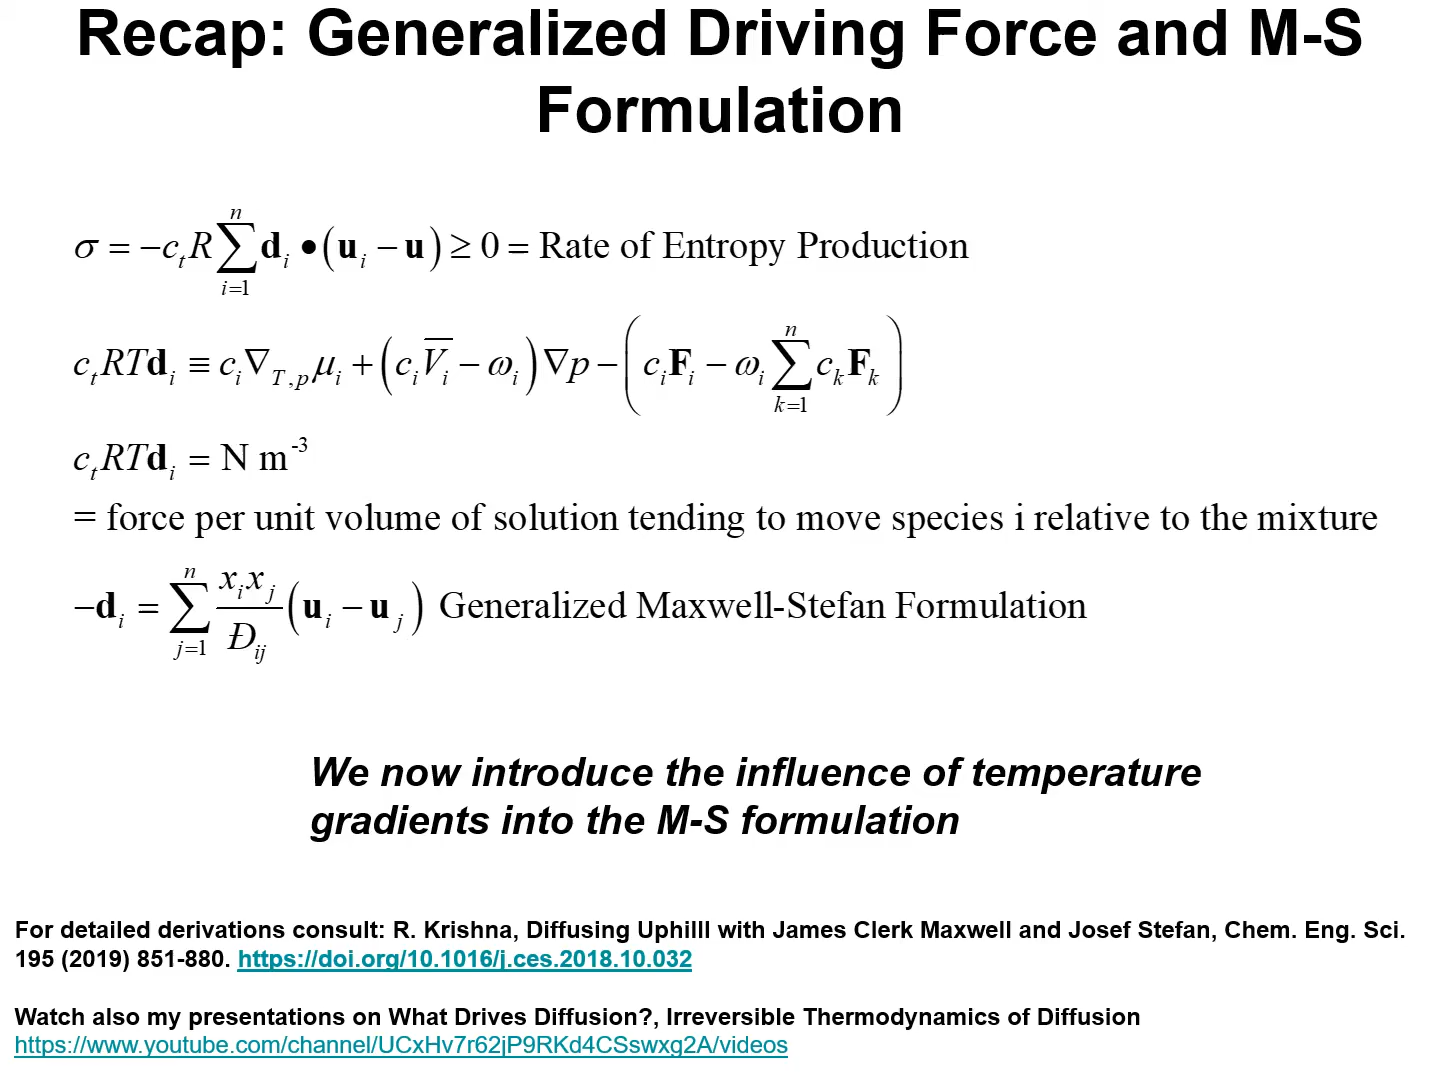 Recap: Generalized Driving Force and M-S
Formulation
σ = −c_t R ∑_{i=1}^{n} d_i • (u_i − u) ≥ 0 = Rate of Entropy Production
c_t RT d_i ≡ c_i ∇_{T,p} μ_i + (c_i V̅_i − ω_i) ∇p − (c_i F_i − ω_i ∑_{k=1}^{n} c_k F_k)
c_t RT d_i = N m^{-3}
= force per unit volume of solution tending to move species i relative to the mixture
−d_i = ∑_{j=1}^{n} \frac{x_i x_j}{Đ_{ij}} (u_i − u_j) Generalized Maxwell-Stefan Formulation
We now introduce the influence of temperature
gradients into the M-S formulation
For detailed derivations consult: R. Krishna, Diffusing Uphilll with James Clerk Maxwell and Josef Stefan, Chem. Eng. Sci.
195 (2019) 851-880. https://doi.org/10.1016/j.ces.2018.10.032
Watch also my presentations on What Drives Diffusion?, Irreversible Thermodynamics of Diffusion
https://www.youtube.com/channel/UCxHv7r62jP9RKd4CSswxg2A/videos